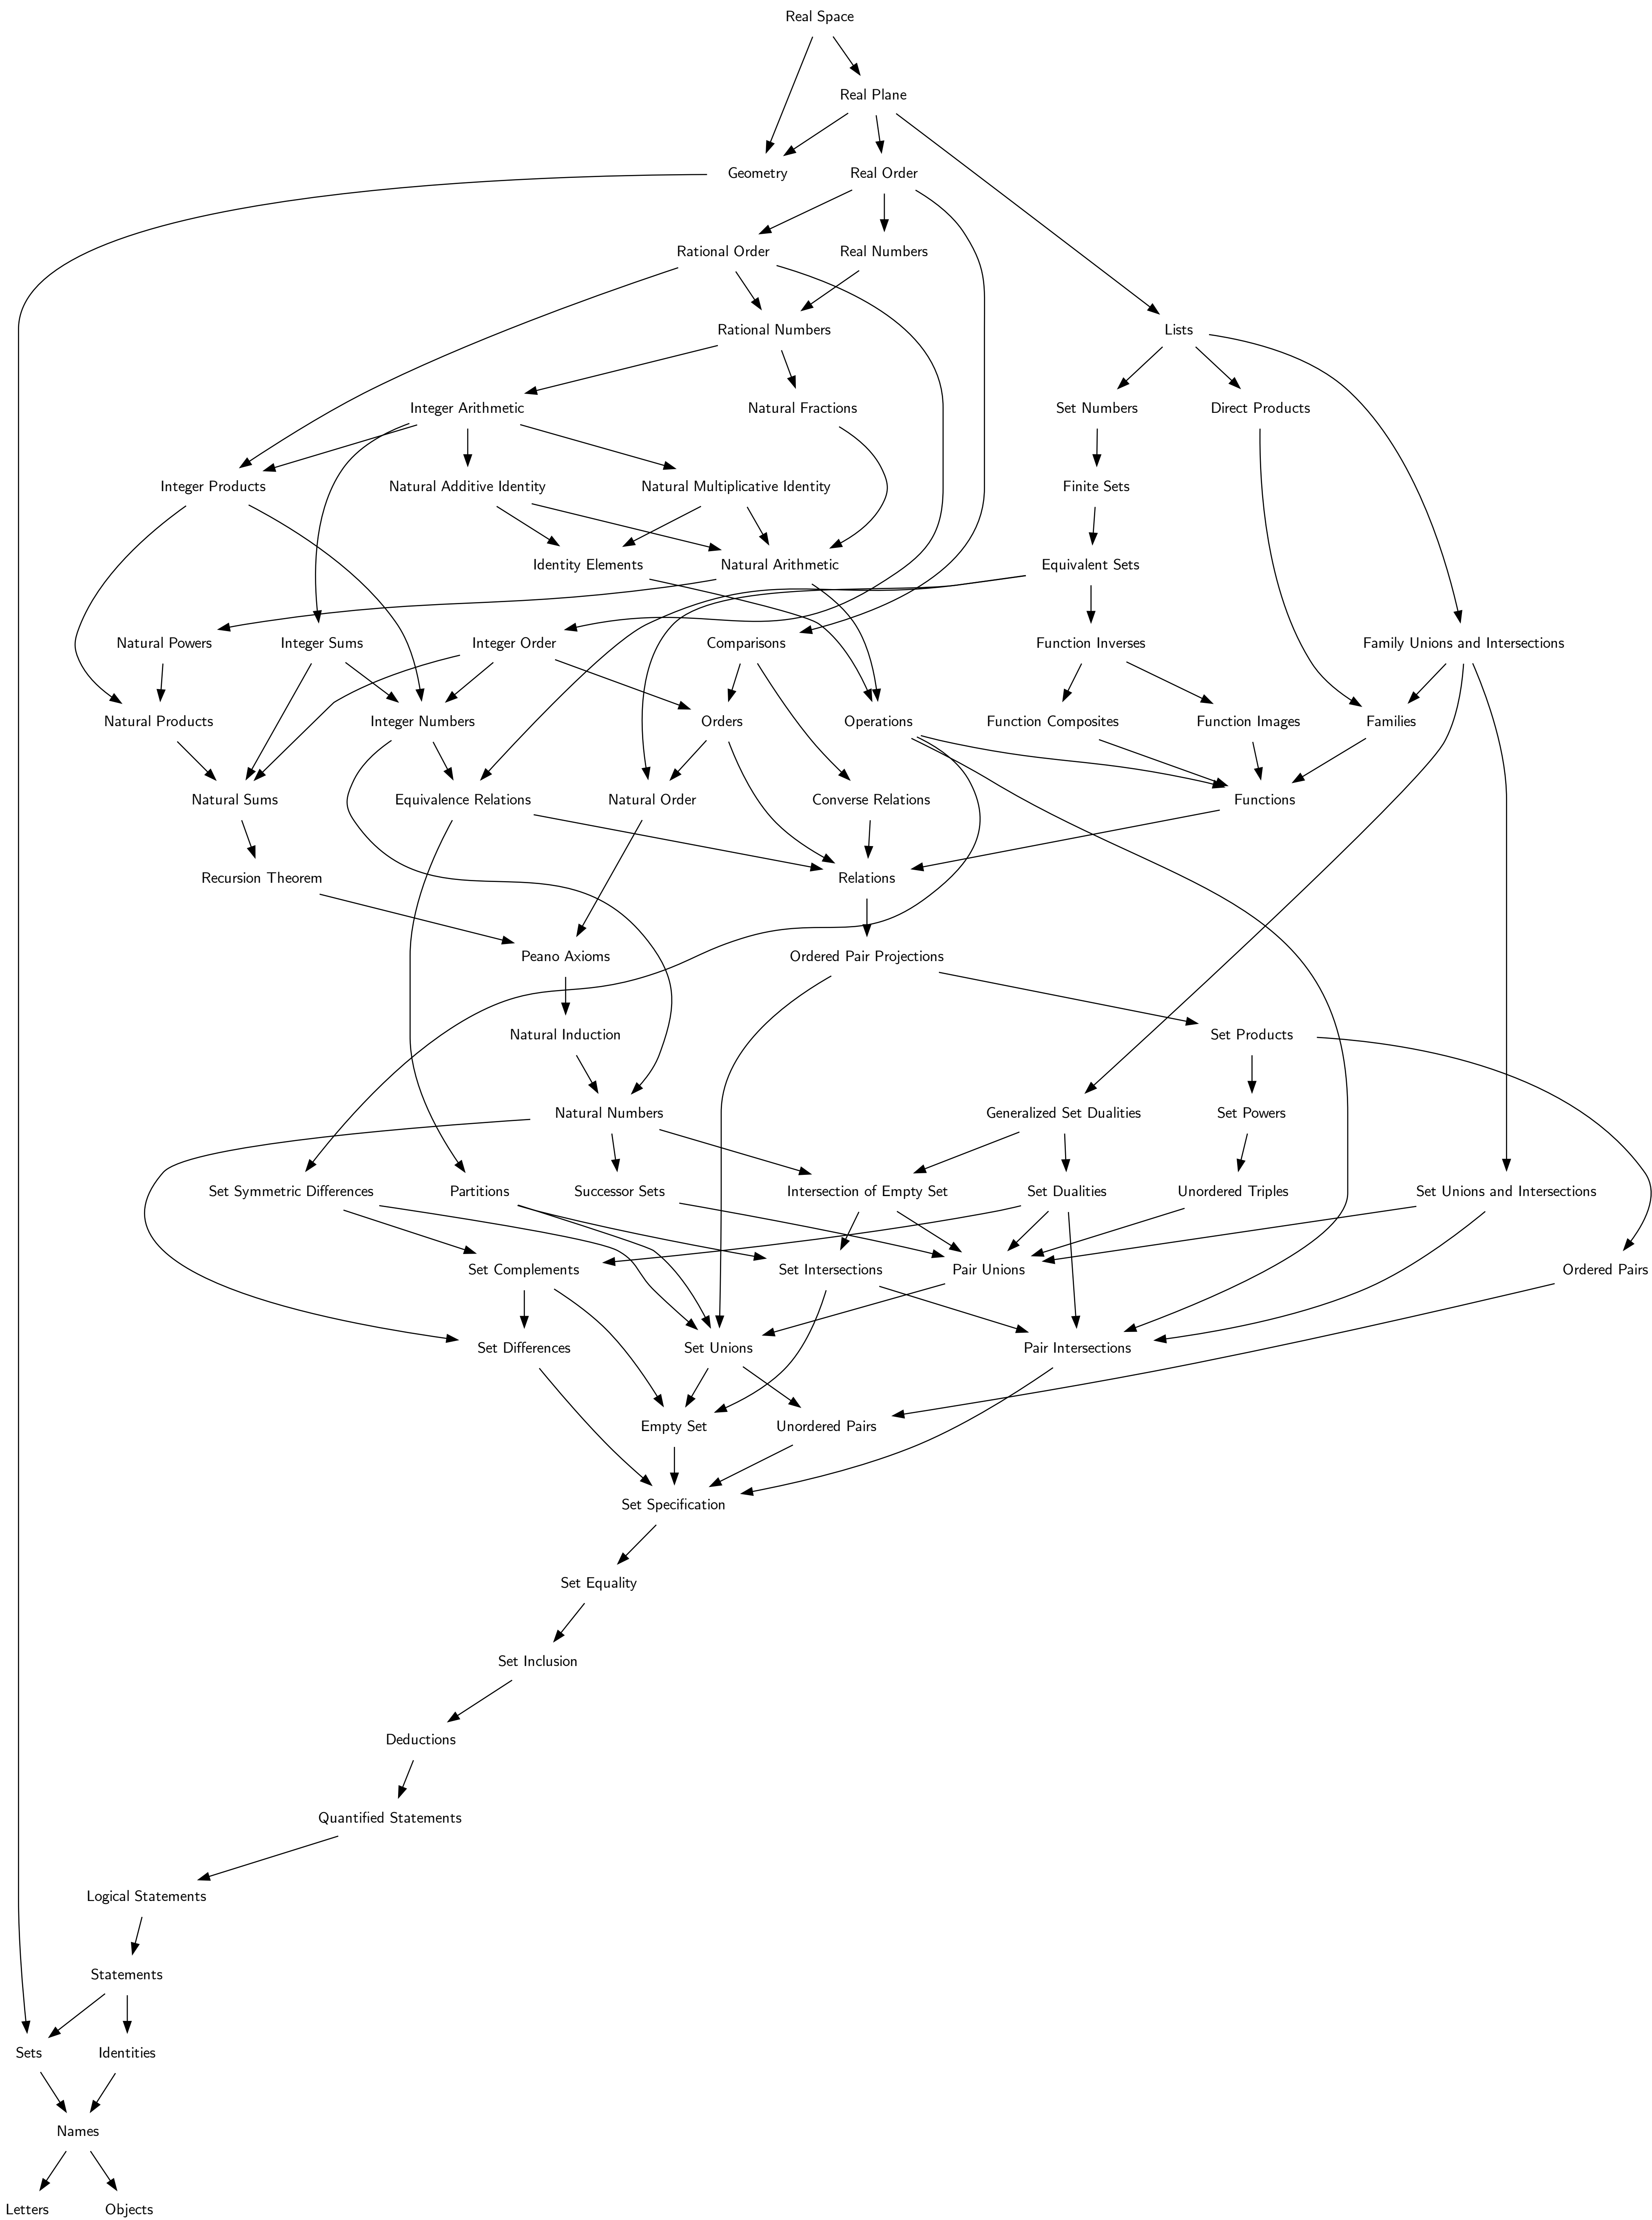 Real Space
Real Plane
Geometry
Real Order
Rational Order
Real Numbers
Rational Numbers
Lists
Integer Arithmetic
Natural Fractions
Set Numbers
Direct Products
Integer Products
Natural Additive Identity
Natural Multiplicative Identity
Finite Sets
Identity Elements
Natural Arithmetic
Equivalent Sets
Natural Powers
Integer Sums
Integer Order
Comparisons
Function Inverses
Family Unions and Intersections
Natural Products
Integer Numbers
Orders
Operations
Function Composites
Function Images
Families
Natural Sums
Equivalence Relations
Natural Order
Converse Relations
Functions
Recursion Theorem
Relations
Peano Axioms
Ordered Pair Projections
Natural Induction
Set Products
Natural Numbers
Generalized Set Dualities
Set Powers
Set Symmetric Differences
Partitions
Successor Sets
Intersection of Empty Set
Set Dualities
Unordered Triples
Set Unions and Intersections
Set Complements
Set Intersections
Pair Unions
Ordered Pairs
Set Differences
Set Unions
Pair Intersections
Empty Set
Unordered Pairs
Set Specification
Set Equality
Set Inclusion
Deductions
Quantified Statements
Logical Statements
Statements
Sets
Identities
Names
Letters
Objects